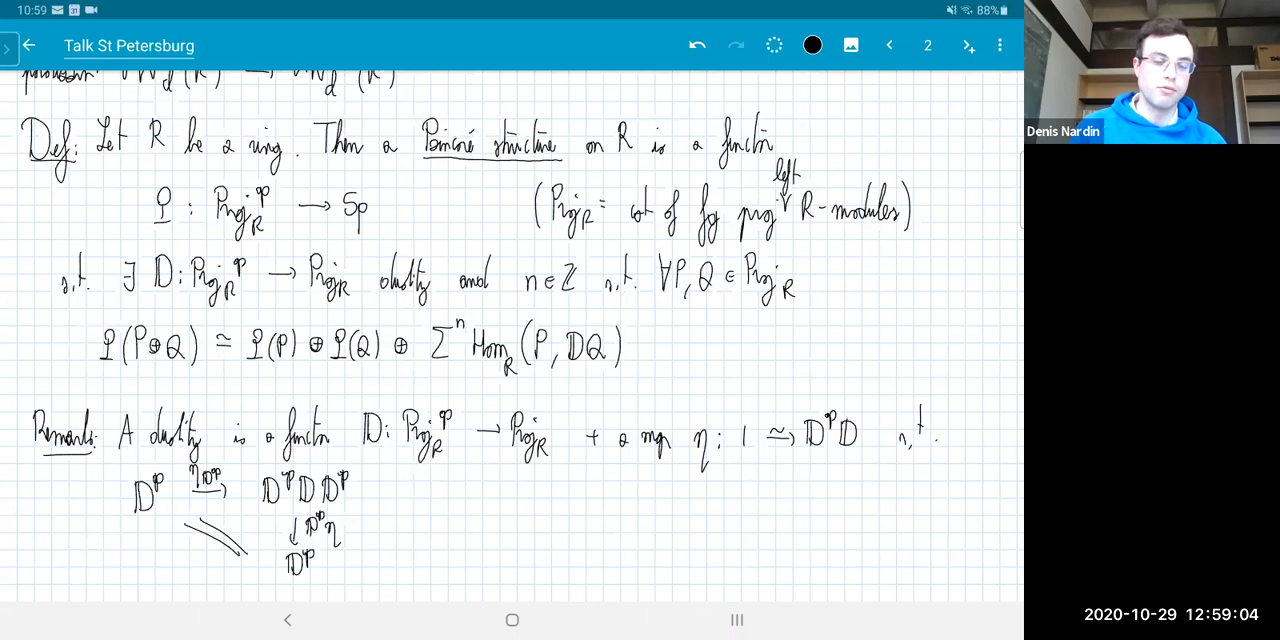 10:59 88%
Talk St Petersburg
2
Denis Nardin
Def: Let R be a ring. Then a Poincaré structure on R is a functor
Ϙ : Proj_R^op → Sp (Proj_R = cat of fg proj left R-modules)
s.t. ∃ D: Proj_R^op → Proj_R duality and n ∈ ℤ s.t. ∀P, Q ∈ Proj_R
Ϙ(P⊕Q) ≃ Ϙ(P) ⊕ Ϙ(Q) ⊕ Σ^n Hom_R(P, DQ)
Remark: A duality is a functor D: Proj_R^op → Proj_R + a map η: 1 ≃→ D^op D s.t.
D^op —ηD^op→ D^op D D^op
↓ D^op η
D^op
2020-10-29 12:59:04